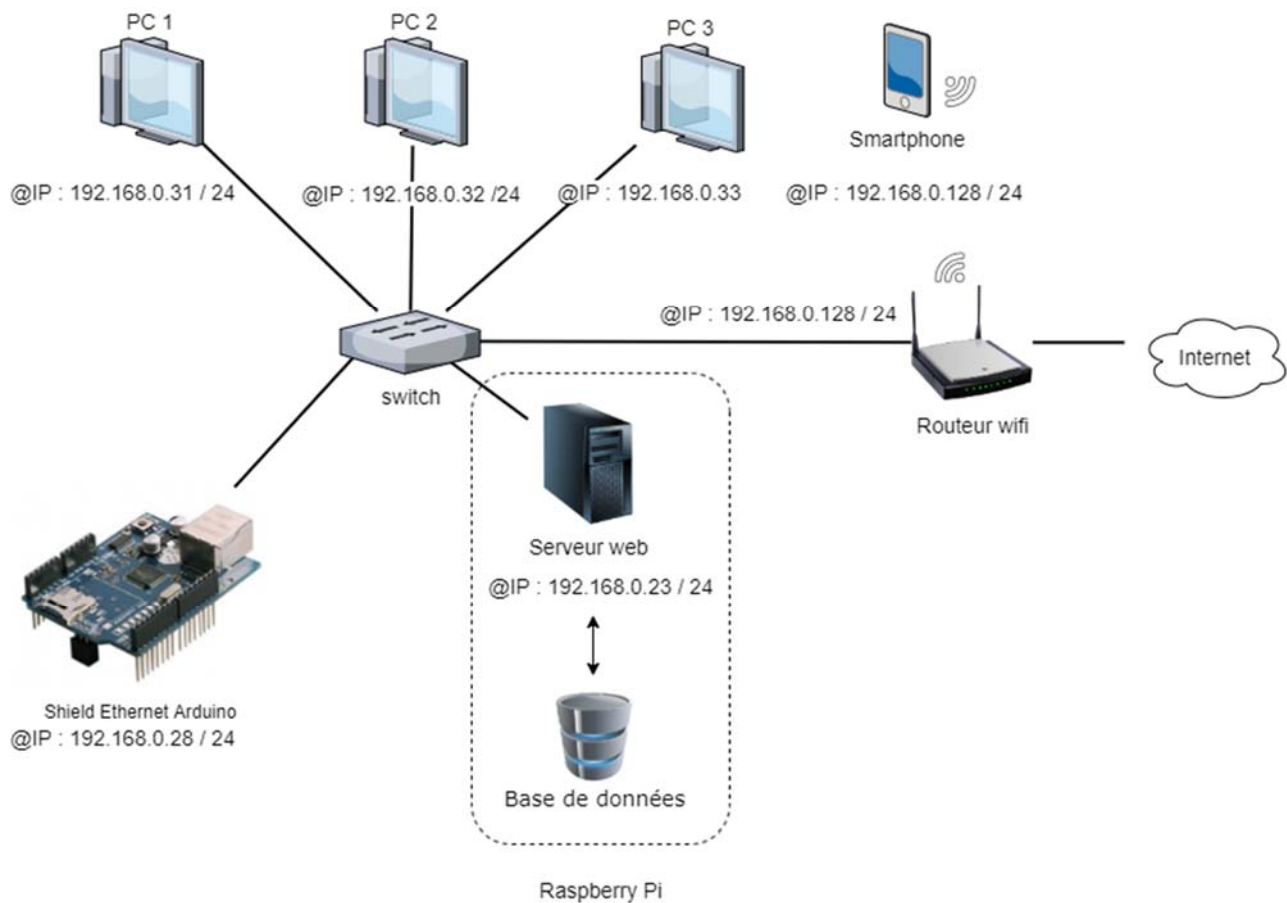 PC 1
PC 2
PC 3
Smartphone
@IP : 192.168.0.31 / 24
@IP : 192.168.0.32 /24
@IP : 192.168.0.33
@IP : 192.168.0.128 / 24
@IP : 192.168.0.128 / 24
Internet
switch
Routeur wifi
Serveur web
@IP : 192.168.0.23 / 24
Shield Ethernet Arduino
@IP : 192.168.0.28 / 24
Base de données
Raspberry Pi